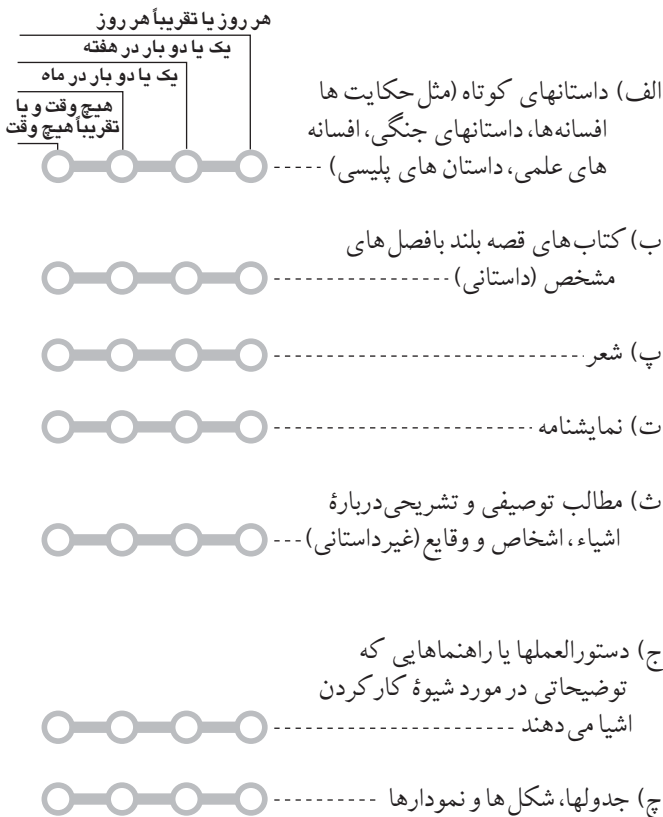 هر روز یا تقریباً هر روز
یک یا دو بار در هفته
یک یا دو بار در ماه
هیچ وقت و یا
تقریباً هیچ وقت
الف) داستانهای کوتاه (مثل حکایت ها
افسانه‌ها، داستانهای جنگی، افسانه
های علمی، داستان های پلیسی)
ب) کتاب‌های قصه بلند بافصل های
مشخص (داستانی)
پ) شعر
ت) نمایشنامه
ث) مطالب توصیفی و تشریحی دربارهٔ
اشیاء، اشخاص و وقایع (غیرداستانی)
ج) دستورالعملها یا راهنماهایی که
توضیحاتی در مورد شیوهٔ کار کردن
اشیا می دهند
چ) جدولها، شکل ها و نمودارها